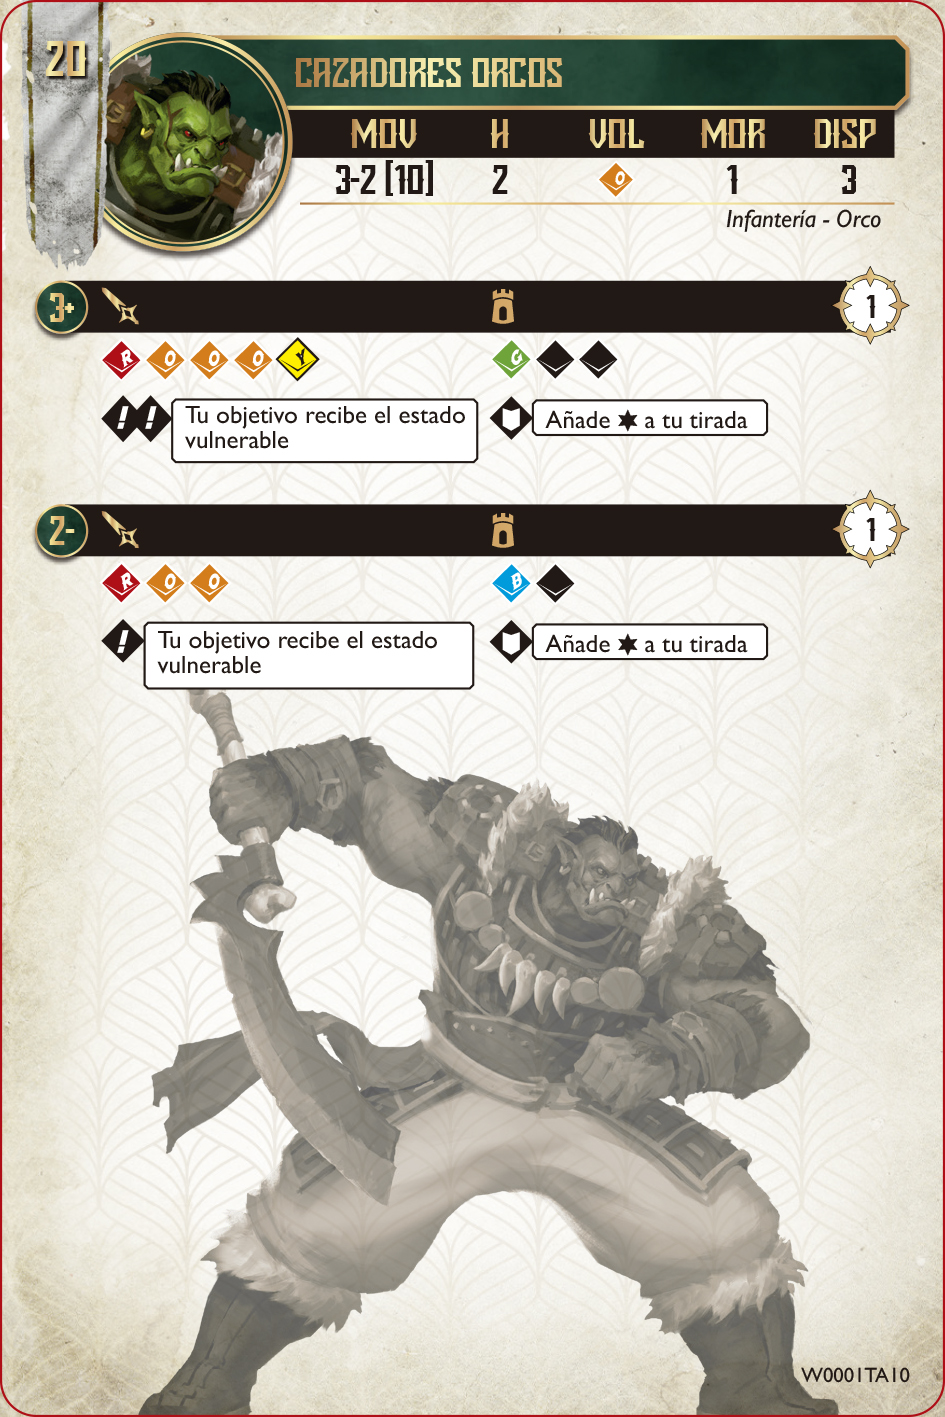 20
CAZADORES ORCOS
MOV H VOL MOR DISP
3-2 [10] 2 O 1 3
Infantería - Orco
3+ 1
R O O O Y G
! ! Tu objetivo recibe el estado
vulnerable
Añade ✶ a tu tirada
2- 1
R O O B
! Tu objetivo recibe el estado
vulnerable
Añade ✶ a tu tirada
W0001TA10